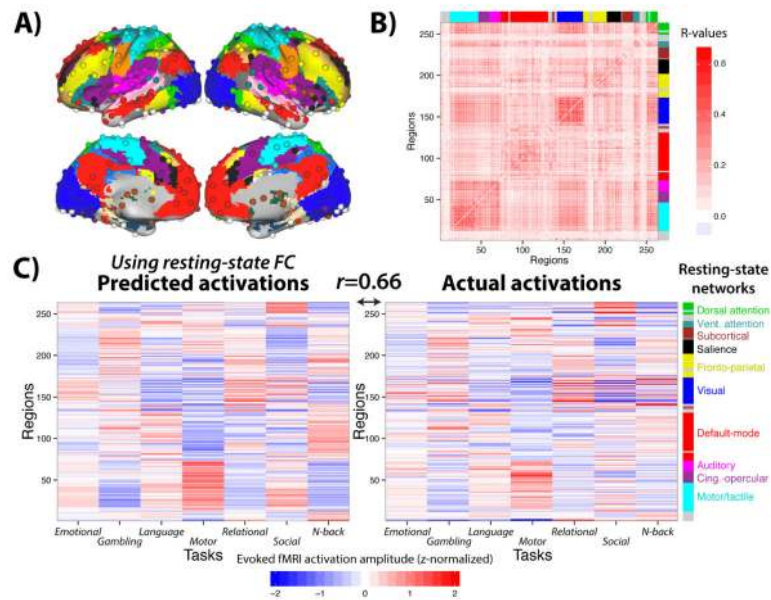 A)
B)
R-values
250
200
150
100
50
Regions
50 100 150 200 250
Regions
0.6
0.4
0.2
0.0
C)
Using resting-state FC
Predicted activations
r=0.66
Actual activations
Resting-state
networks
250
200
150
100
50
Regions
Emotional Gambling Language Motor Relational Social N-back
Tasks
250
200
150
100
50
Regions
Emotional Gambling Language Motor Relational Social N-back
Tasks
Dorsal attention
Vent. attention
Subcortical
Salience
Fronto-parietal
Visual
Default-mode
Auditory
Cing.-opercular
Motor/tactile
Evoked fMRI activation amplitude (z-normalized)
−2 −1 0 1 2